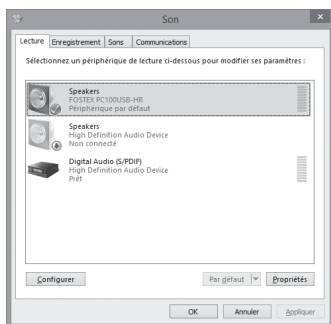 Son
Lecture Enregistrement Sons Communications
Sélectionnez un périphérique de lecture ci-dessous pour modifier ses paramètres :
Speakers
FOSTEX PC100USB-HR
Périphérique par défaut
Speakers
High Definition Audio Device
Non connecté
Digital Audio (S/PDIF)
High Definition Audio Device
Prêt
Configurer Par défaut Propriétés
OK Annuler Appliquer